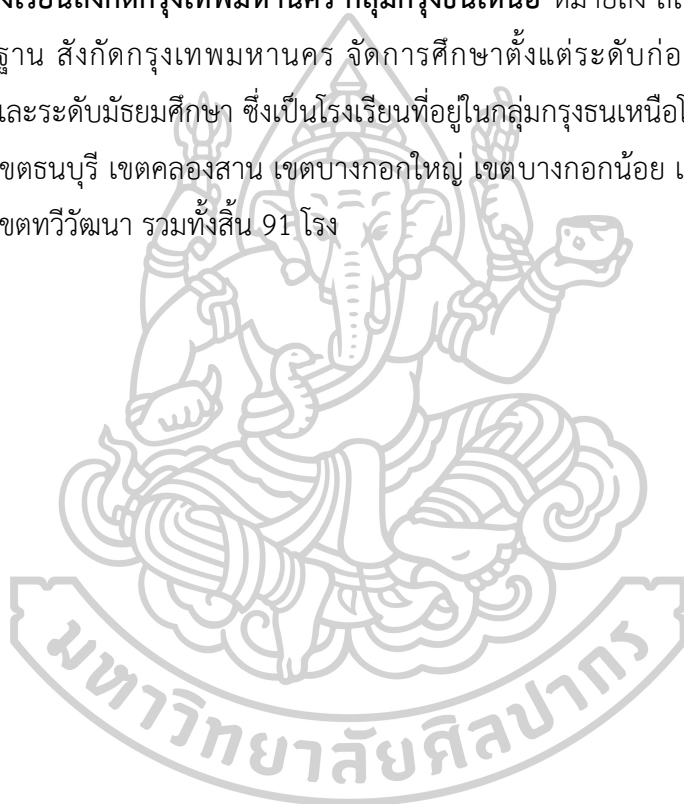 งเรียนสังกัดกรุงเทพมหานคร กลุ่มกรุงธนเหนือ หมายถึง
ฐาน สังกัดกรุงเทพมหานคร จัดการศึกษาตั้งแต่ระดับก่อ
และระดับมัธยมศึกษา ซึ่งเป็นโรงเรียนที่อยู่ในกลุ่มกรุงธนเหนือ
ขตธนบุรี เขตคลองสาน เขตบางกอกใหญ่ เขตบางกอกน้อย เ
ขตทวีวัฒนา รวมทั้งสิ้น 91 โรง
มหาวิทยาลัยศิลปากร